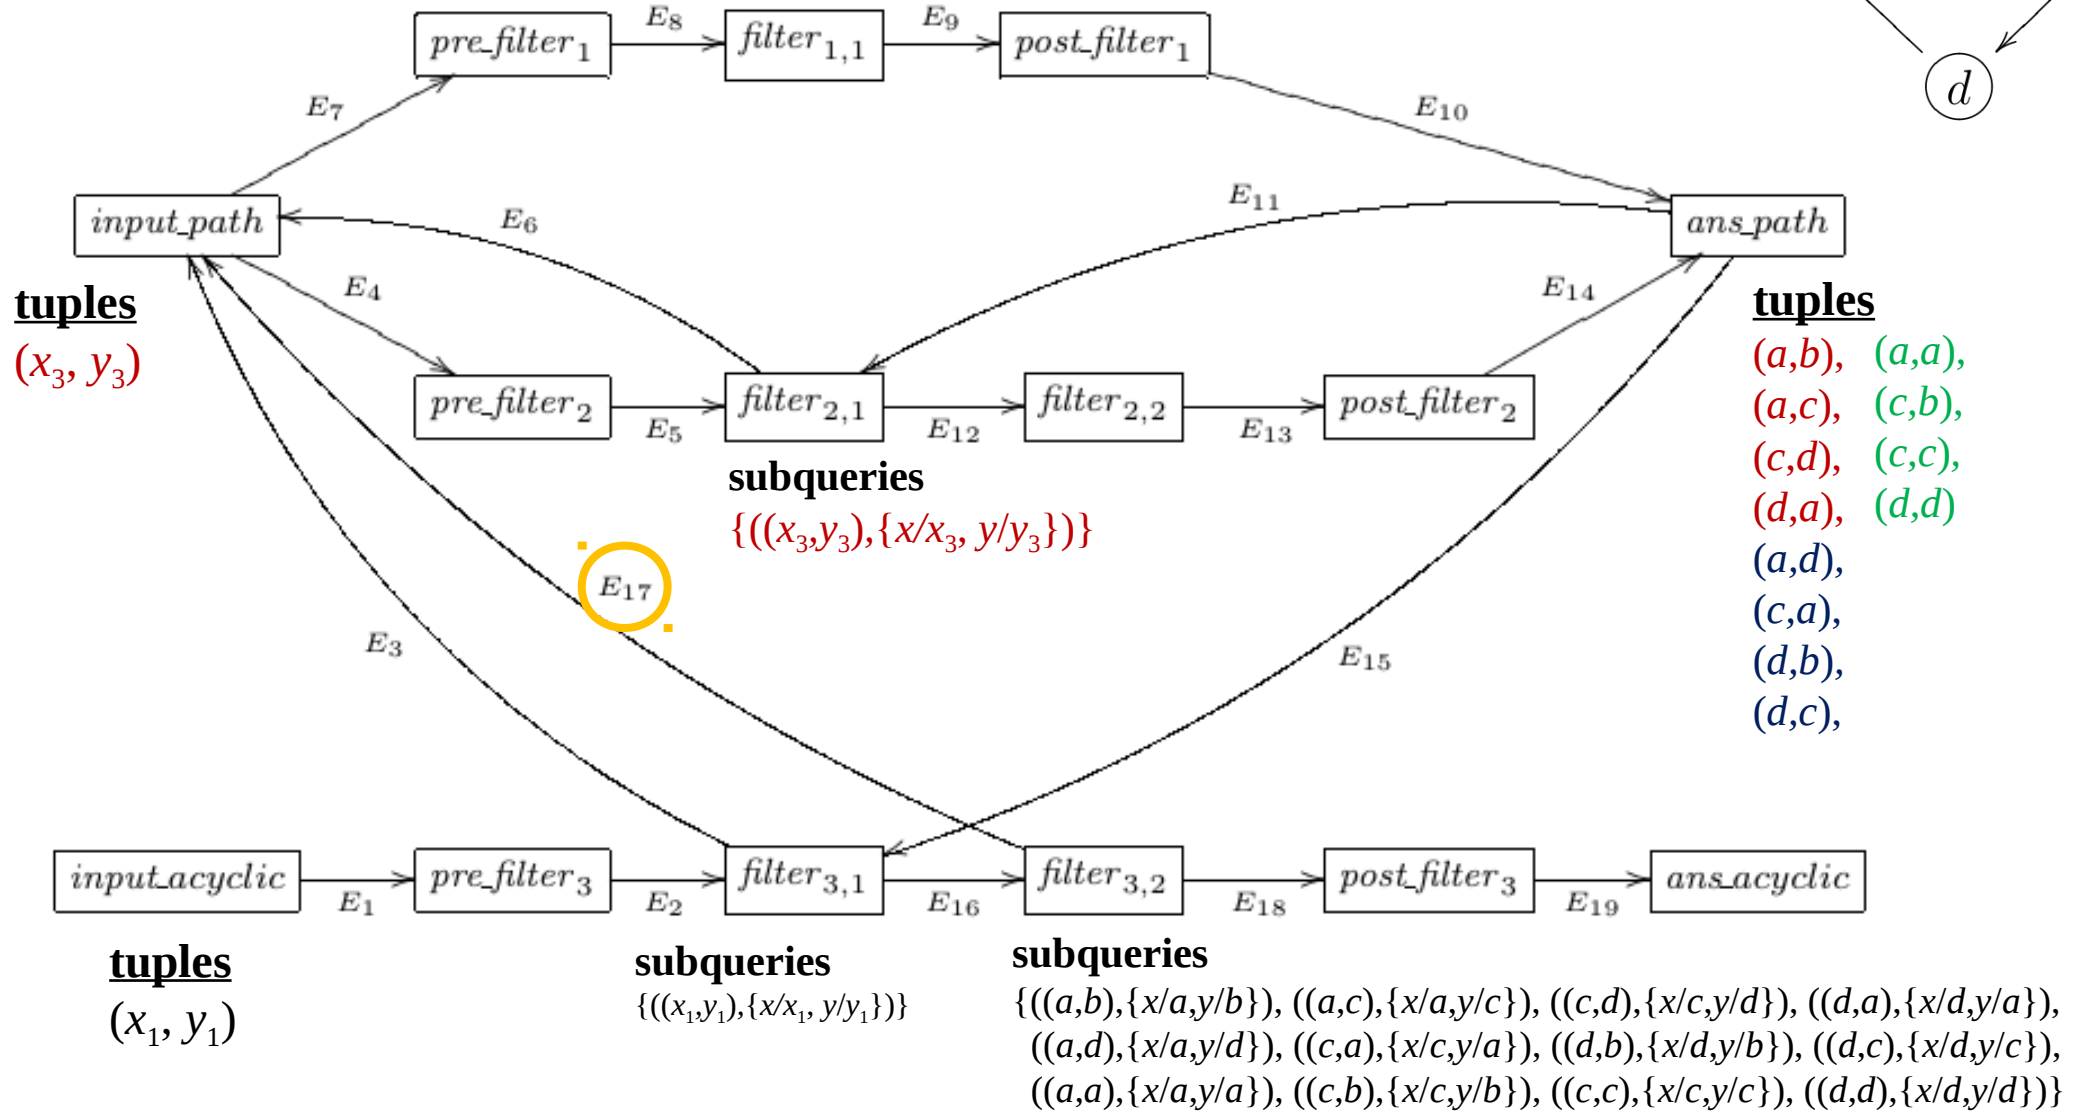 E8
E9
pre_filter1
filter1,1
post_filter1
d
E7
E10
E11
input_path
E6
ans_path
E4
E14
tuples
(x3, y3)
tuples
(a,b), (a,a),
(a,c), (c,b),
(c,d), (c,c),
(d,a), (d,d)
(a,d),
(c,a),
(d,b),
(d,c),
pre_filter2
filter2,1
filter2,2
post_filter2
E5
E12
E13
subqueries
{((x3,y3),{x/x3, y/y3})}
E17
E3
E15
input_acyclic
pre_filter3
filter3,1
filter3,2
post_filter3
ans_acyclic
E1
E2
E16
E18
E19
tuples
(x1, y1)
subqueries
{((x1,y1),{x/x1, y/y1})}
subqueries
{((a,b),{x/a,y/b}), ((a,c),{x/a,y/c}), ((c,d),{x/c,y/d}), ((d,a),{x/d,y/a}),
((a,d),{x/a,y/d}), ((c,a),{x/c,y/a}), ((d,b),{x/d,y/b}), ((d,c),{x/d,y/c}),
((a,a),{x/a,y/a}), ((c,b),{x/c,y/b}), ((c,c),{x/c,y/c}), ((d,d),{x/d,y/d})}